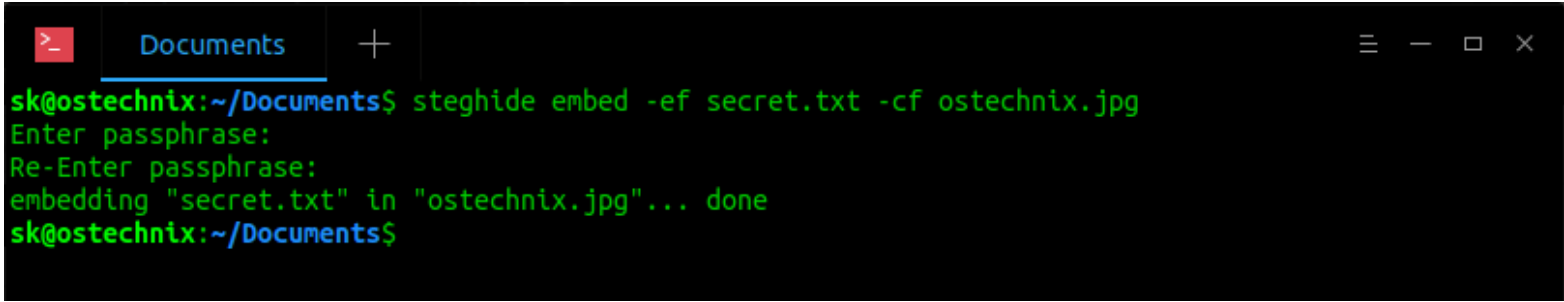 Documents
sk@ostechnix:~/Documents$ steghide embed -ef secret.txt -cf ostechnix.jpg
Enter passphrase:
Re-Enter passphrase:
embedding "secret.txt" in "ostechnix.jpg"... done
sk@ostechnix:~/Documents$